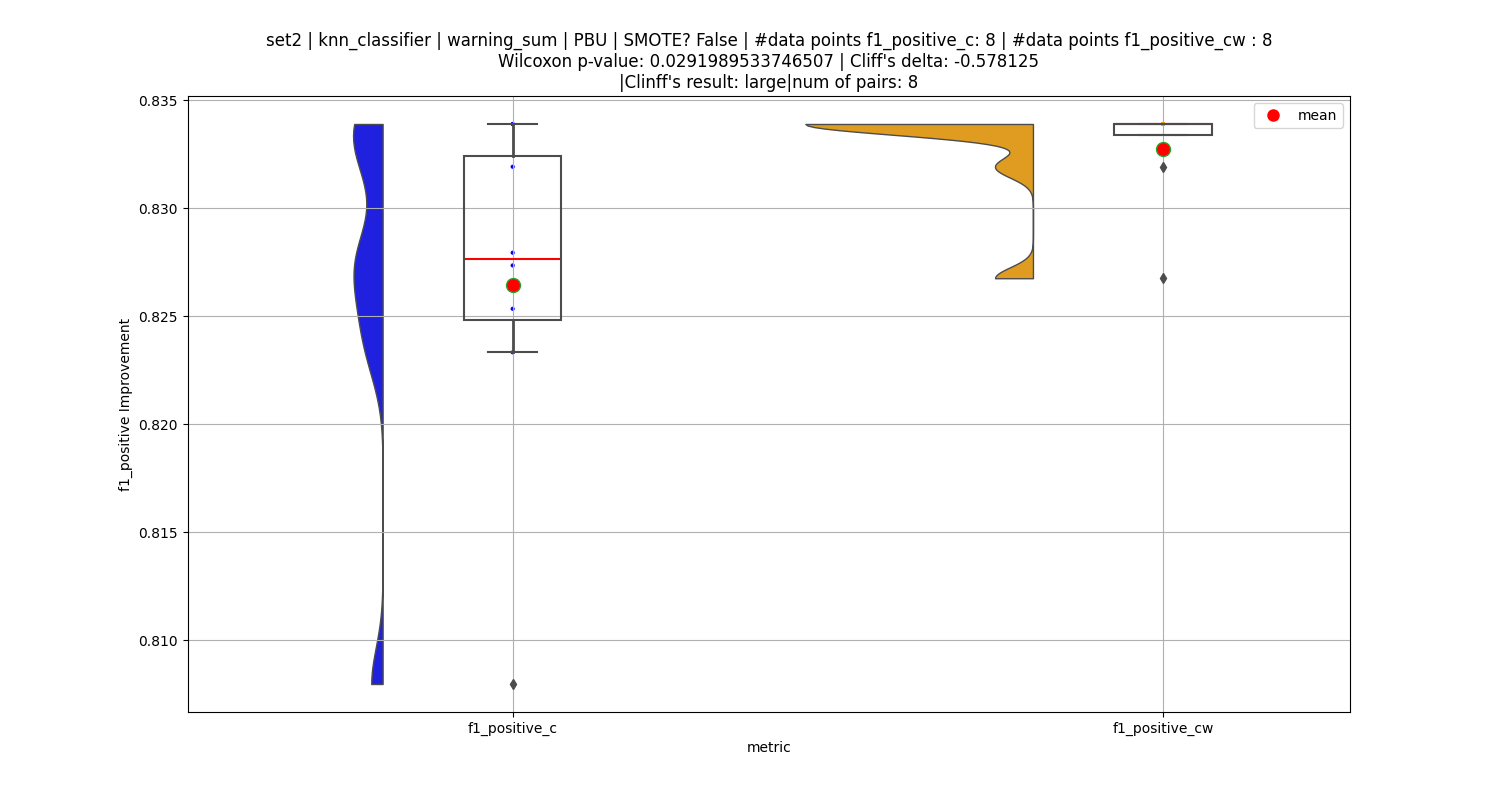 set2 | knn_classifier | warning_sum | PBU | SMOTE? False | #data points f1_positive_c: 8 | #data points f1_positive_cw : 8
Wilcoxon p-value: 0.0291989533746507 | Cliff's delta: -0.578125
|Clinff's result: large|num of pairs: 8
mean
0.835
0.830
0.825
0.820
0.815
0.810
f1_positive Improvement
f1_positive_c
f1_positive_cw
metric